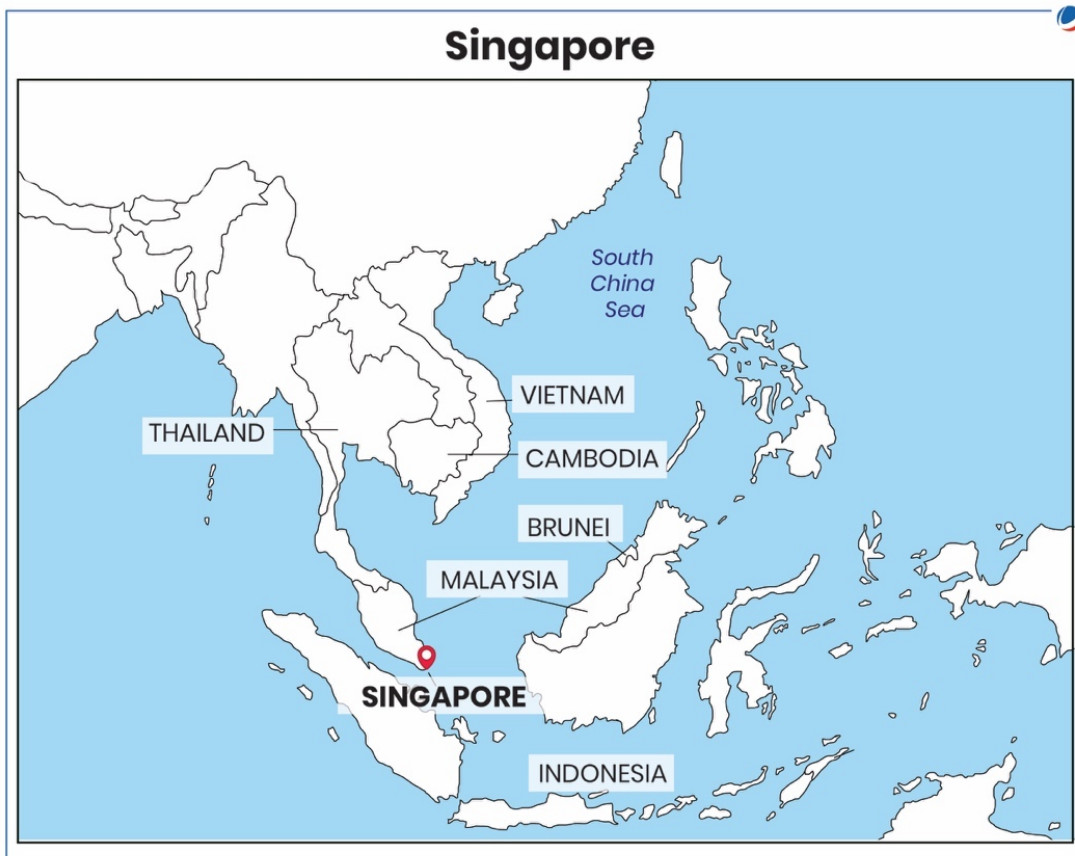 Singapore
South
China
Sea
VIETNAM
THAILAND
CAMBODIA
BRUNEI
MALAYSIA
SINGAPORE
INDONESIA